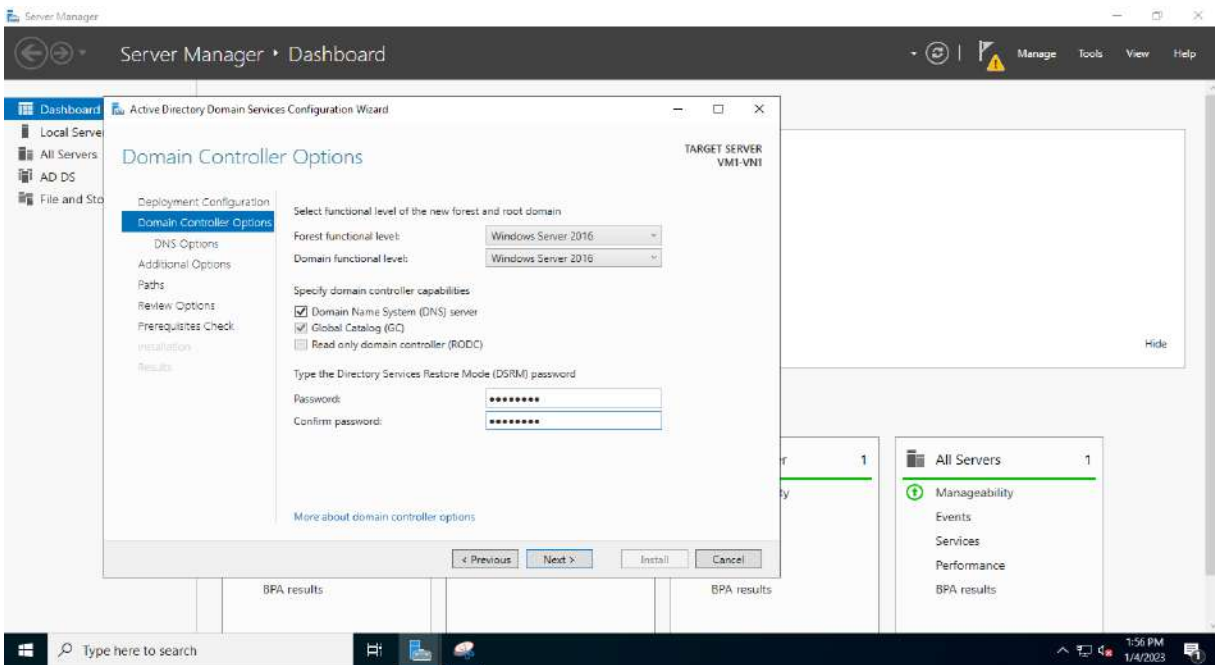 Server Manager
Server Manager • Dashboard
Manage Tools View Help
Dashboard
Local Serve
All Servers
AD DS
File and Sto
Active Directory Domain Services Configuration Wizard
Domain Controller Options
TARGET SERVER
VM1-VN1
Deployment Configuration
Domain Controller Options
DNS Options
Additional Options
Paths
Review Options
Prerequisites Check
Installation
Results
Select functional level of the new forest and root domain
Forest functional level: Windows Server 2016
Domain functional level: Windows Server 2016
Specify domain controller capabilities
Domain Name System (DNS) server
Global Catalog (GC)
Read only domain controller (RODC)
Type the Directory Services Restore Mode (DSRM) password
Password: ••••••••
Confirm password: ••••••••
More about domain controller options
< Previous Next > Install Cancel
Hide
r 1
y
All Servers 1
Manageability
Events
Services
Performance
BPA results
BPA results
BPA results
Type here to search
1:56 PM
1/4/2023